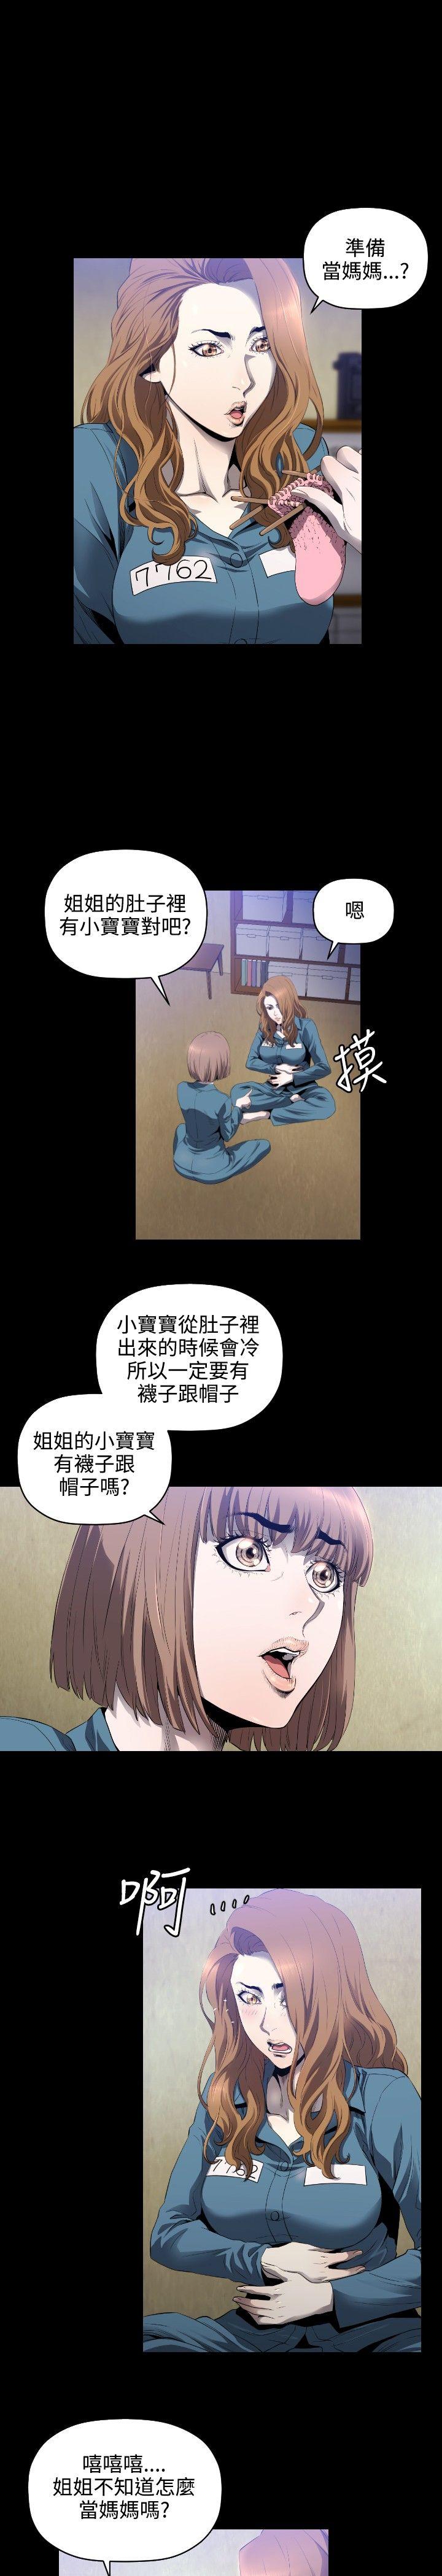 準備
當媽媽...?
7762
姐姐的肚子裡
有小寶寶對吧?
嗯
摸
小寶寶從肚子裡
出來的時候會冷
所以一定要有
襪子跟帽子
姐姐的小寶寶
有襪子跟
帽子嗎?
啊....
7762
嘻嘻嘻....
姐姐不知道怎麼
當媽媽嗎?